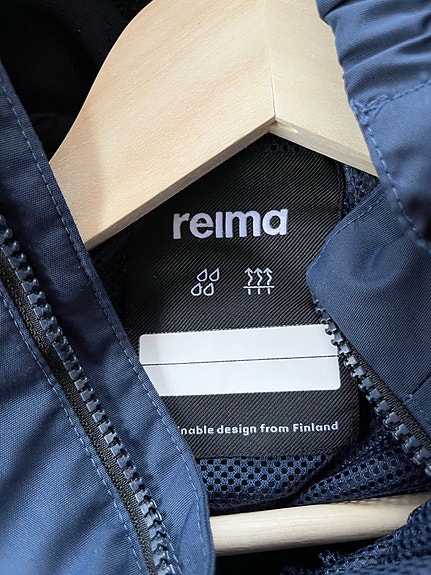 reima
design from Finland